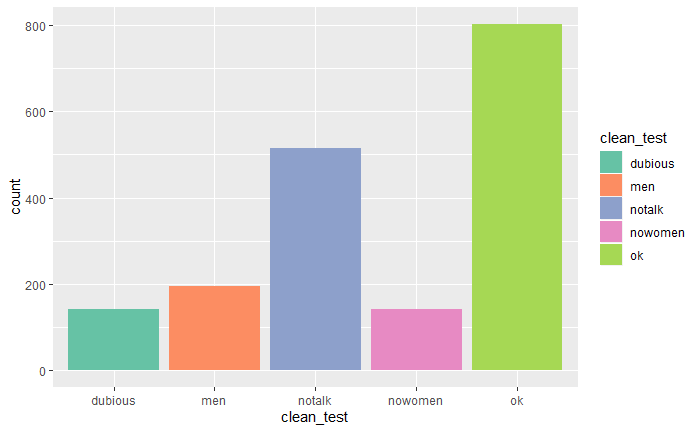 800
600
400
200
0
count
dubious men notalk nowomen ok
clean_test
clean_test
dubious
men
notalk
nowomen
ok